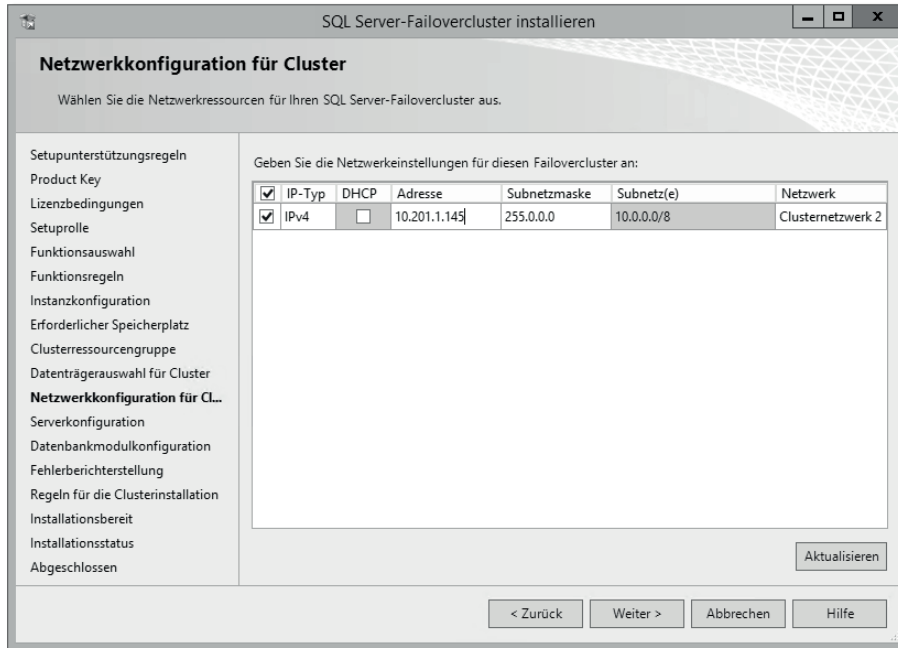 SQL Server-Failovercluster installieren
Netzwerkkonfiguration für Cluster
Wählen Sie die Netzwerkressourcen für Ihren SQL Server-Failovercluster aus.
Setupunterstützungsregeln
Product Key
Lizenzbedingungen
Setuprolle
Funktionsauswahl
Funktionsregeln
Instanzkonfiguration
Erforderlicher Speicherplatz
Clusterressourcengruppe
Datenträgerauswahl für Cluster
Netzwerkkonfiguration für Cl...
Serverkonfiguration
Datenbankmodulkonfiguration
Fehlerberichterstellung
Regeln für die Clusterinstallation
Installationsbereit
Installationsstatus
Abgeschlossen
Geben Sie die Netzwerkeinstellungen für diesen Failovercluster an:
IP-Typ DHCP Adresse Subnetzmaske Subnetz(e) Netzwerk
IPv4 10.201.1.145 255.0.0.0 10.0.0.0/8 Clusternetzwerk 2
Aktualisieren
< Zurück Weiter > Abbrechen Hilfe